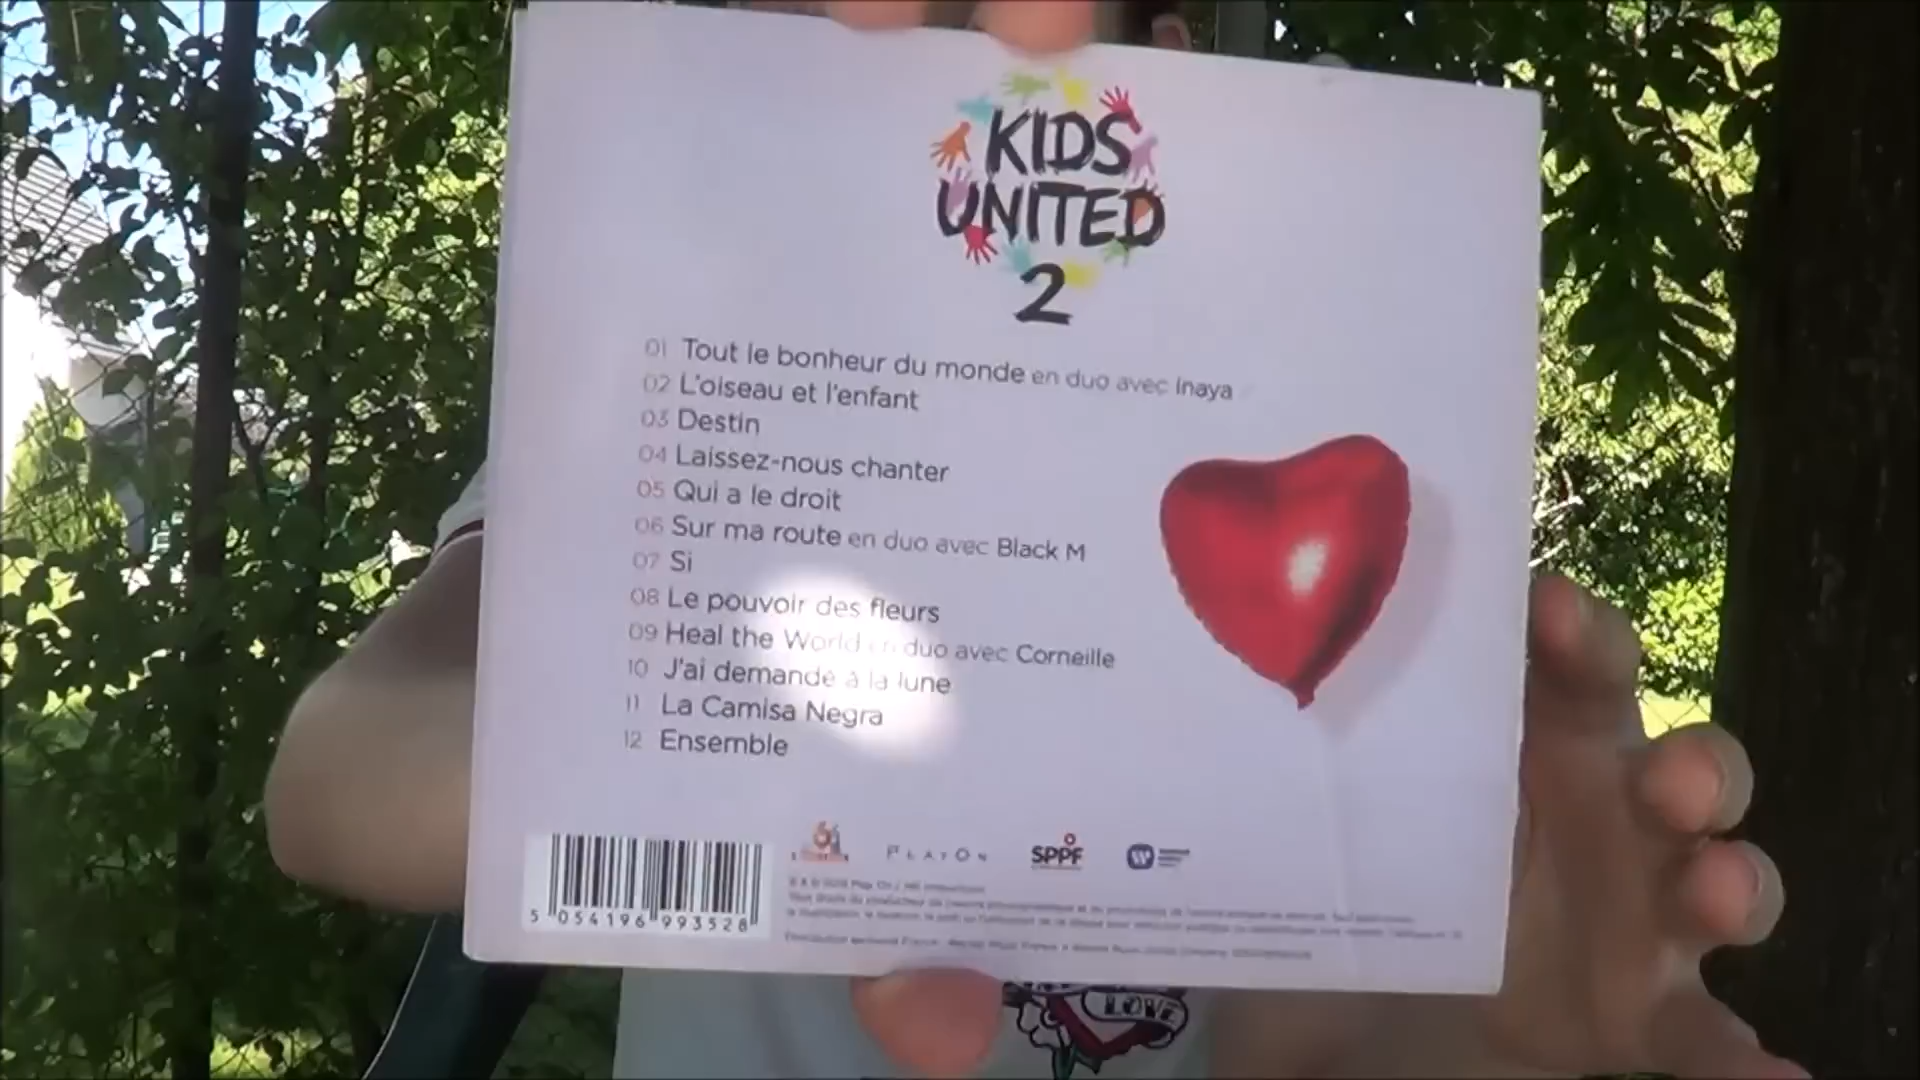 KIDS
UNITED
2
01 Tout le bonheur du monde en duo avec Inaya
02 L'oiseau et l'enfant
03 Destin
04 Laissez-nous chanter
05 Qui a le droit
06 Sur ma route en duo avec Black M
07 Si
08 Le pouvoir des fleurs
09 Heal the World en duo avec Corneille
10 J'ai demandé à la lune
11 La Camisa Negra
12 Ensemble
6 PLAYON SPPF
5 054196 993528
LOVE